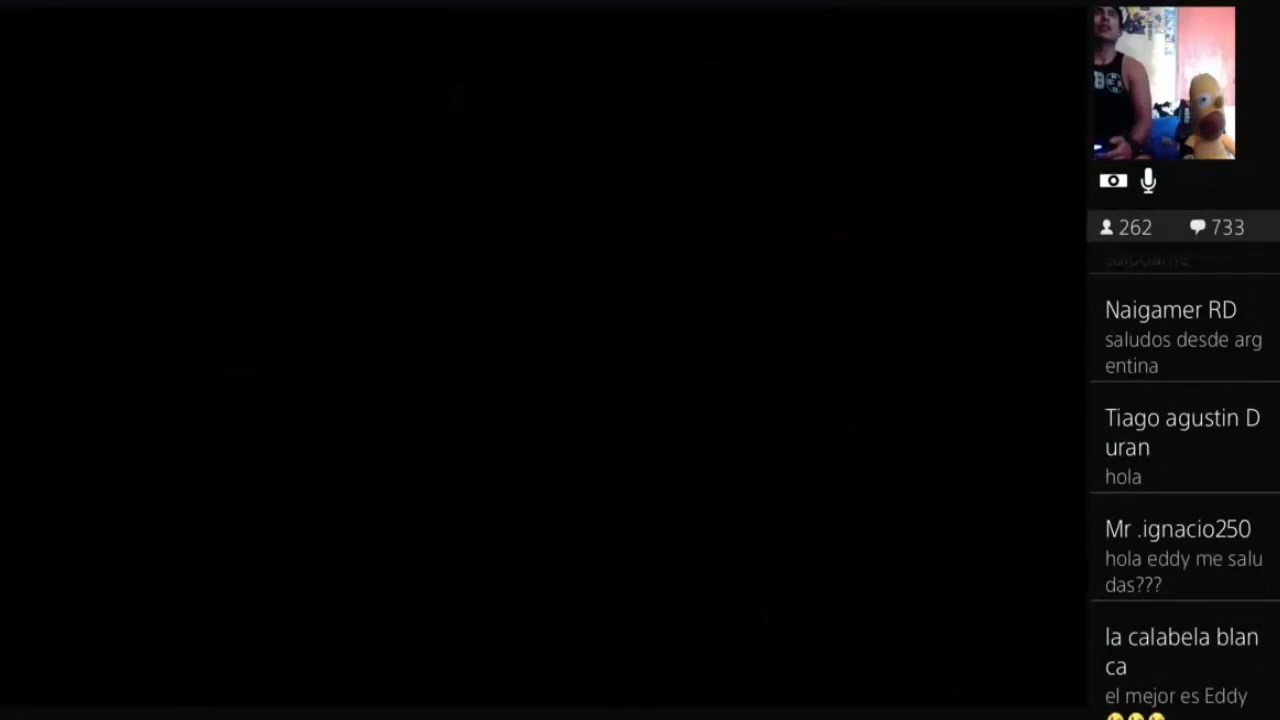 262 733
Naigamer RD
saludos desde arg
entina
Tiago agustin D
uran
hola
Mr .ignacio250
hola eddy me salu
das???
la calabela blan
ca
el mejor es Eddy